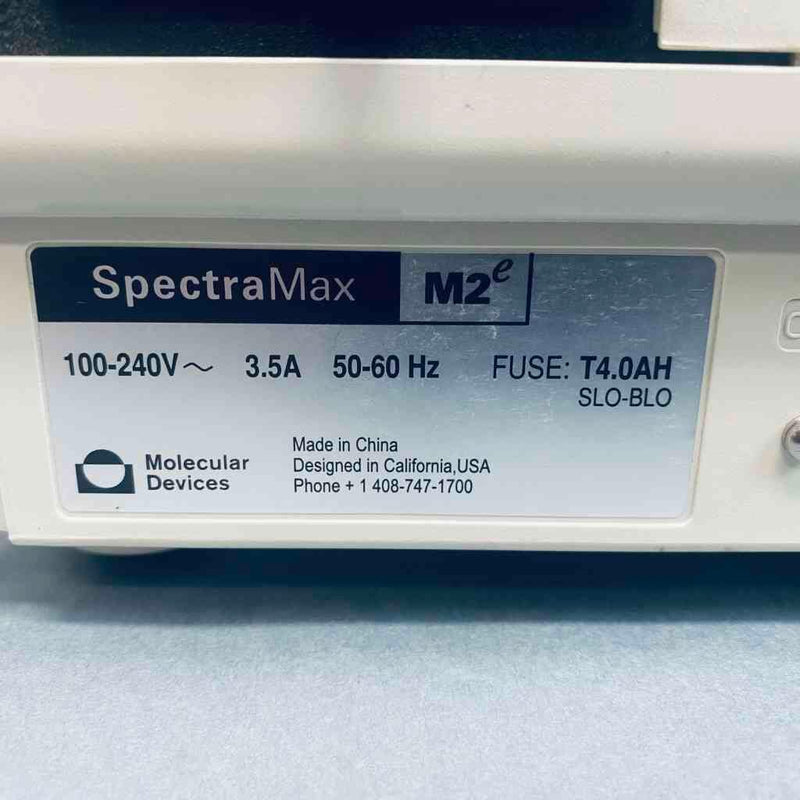 SpectraMax M2e
100-240V～ 3.5A 50-60 Hz FUSE: T4.0AH
SLO-BLO
Molecular
Devices
Made in China
Designed in California,USA
Phone + 1 408-747-1700